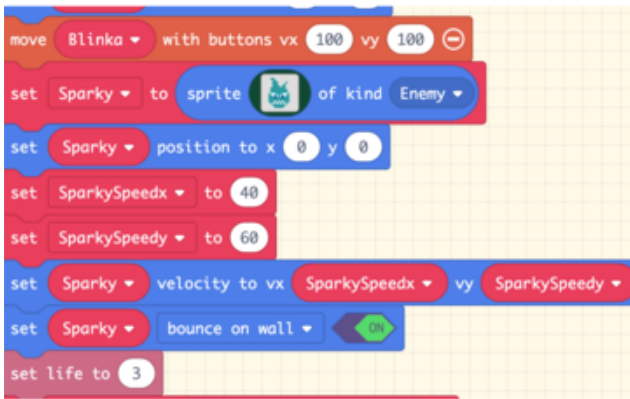 move Blinka with buttons vx 100 vy 100
set Sparky to sprite of kind Enemy
set Sparky position to x 0 y 0
set SparkySpeedx to 40
set SparkySpeedy to 60
set Sparky velocity to vx SparkySpeedx vy SparkySpeedy
set Sparky bounce on wall ON
set life to 3